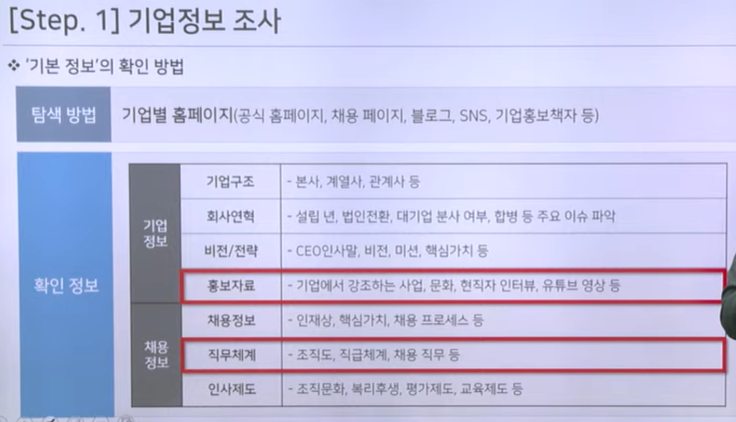 [Step. 1] 기업정보 조사
❖ ‘기본 정보’의 확인 방법
탐색 방법
기업별 홈페이지(공식 홈페이지, 채용 페이지, 블로그, SNS, 기업홍보책자 등)
확인 정보
기업
정보
기업구조 - 본사, 계열사, 관계사 등
회사연혁 - 설립 년, 법인전환, 대기업 분사 여부, 합병 등 주요 이슈 파악
비전/전략 - CEO인사말, 비전, 미션, 핵심가치 등
홍보자료 - 기업에서 강조하는 사업, 문화, 현직자 인터뷰, 유튜브 영상 등
채용
정보
채용정보 - 인재상, 핵심가치, 채용 프로세스 등
직무체계 - 조직도, 직급체계, 채용 직무 등
인사제도 - 조직문화, 복리후생, 평가제도, 교육제도 등